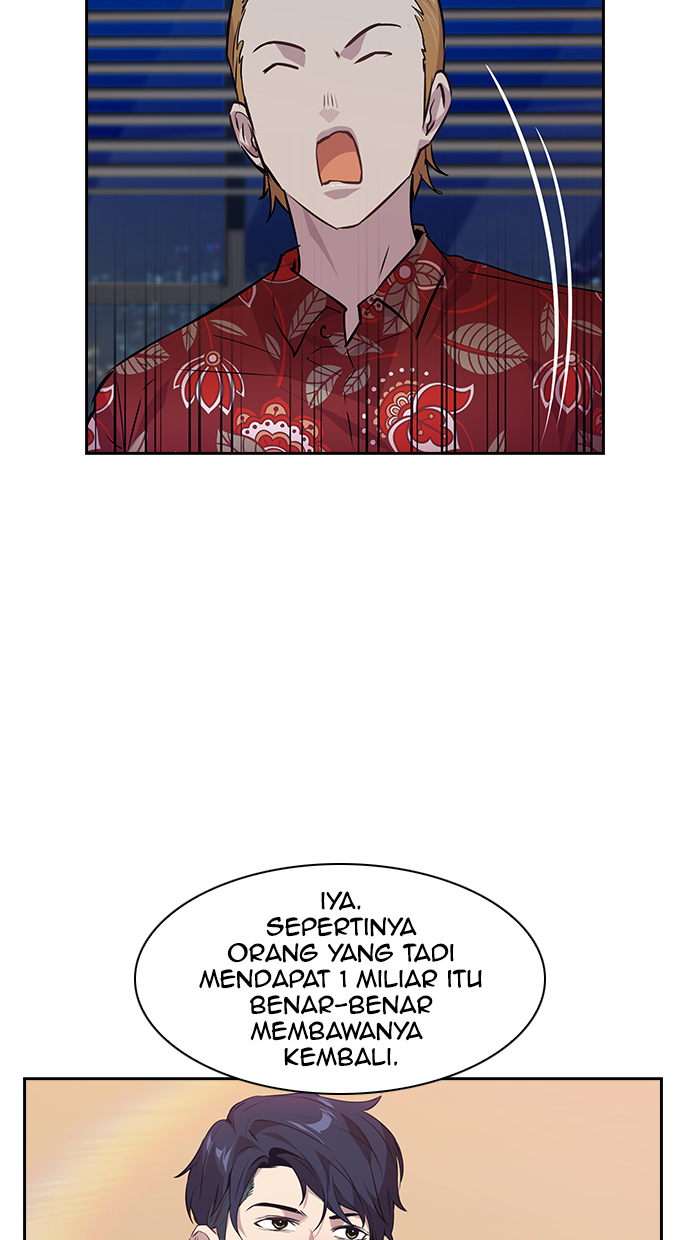 IYA.
SEPERTINYA
ORANG YANG TADI
MENDAPAT 1 MILIAR ITU
BENAR-BENAR
MEMBAWANYA
KEMBALI.